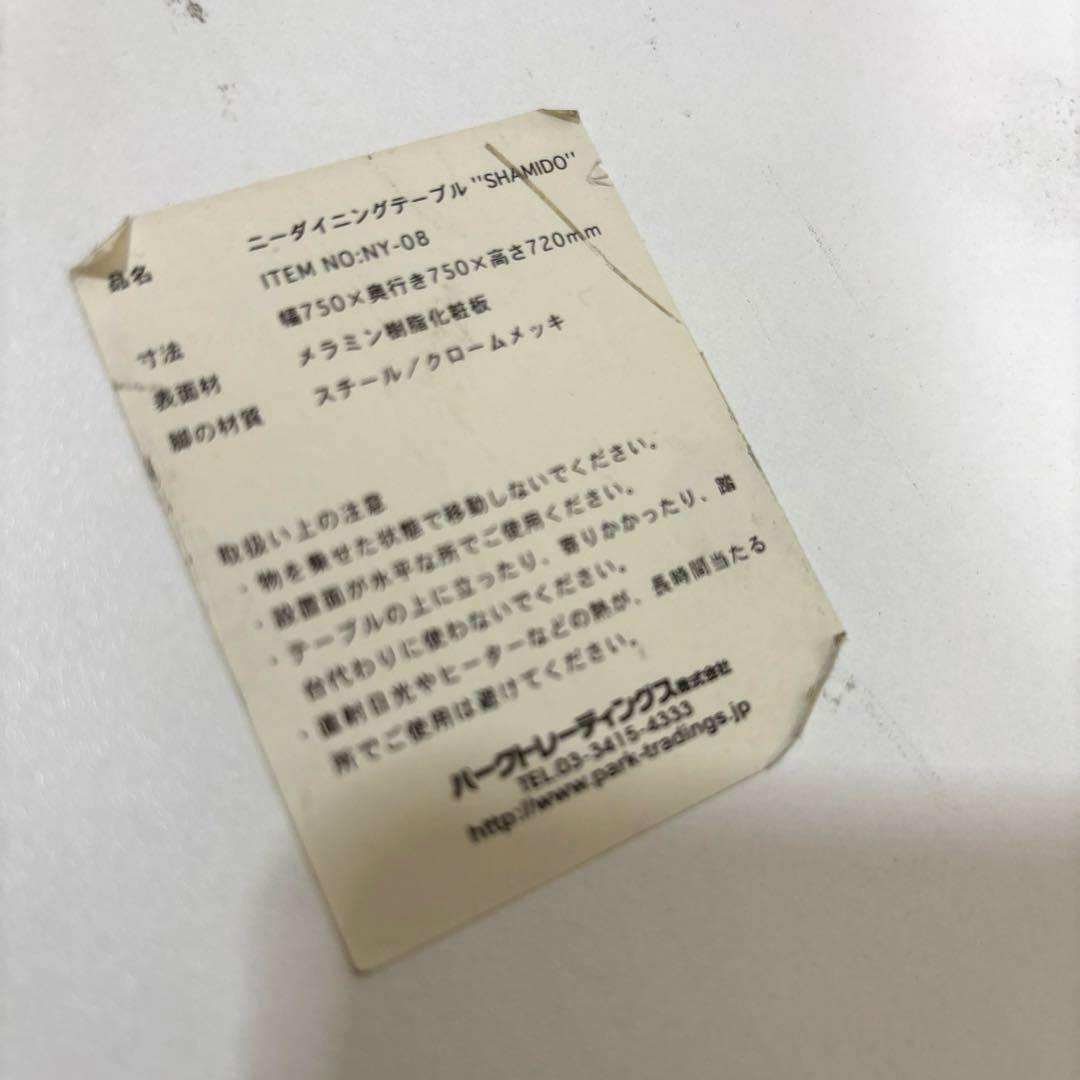 品名 ニーダイニングテーブル"SHAMIDO"
ITEM NO:NY-08
寸法 幅750×奥行き750×高さ720mm
表面材 メラミン樹脂化粧板
脚の材質 スチール/クロームメッキ
取扱い上の注意
・物を乗せた状態で移動しないでください。
・設置面が水平な所でご使用ください。
・テーブルの上に立ったり、寄りかかったり、踏
台代わりに使わないでください。
・直射日光やヒーターなどの熱が、長時間当たる
所でご使用は避けてください。
パークトレーディングス株式会社
TEL.03-3415-4333
http://www.park-tradings.jp